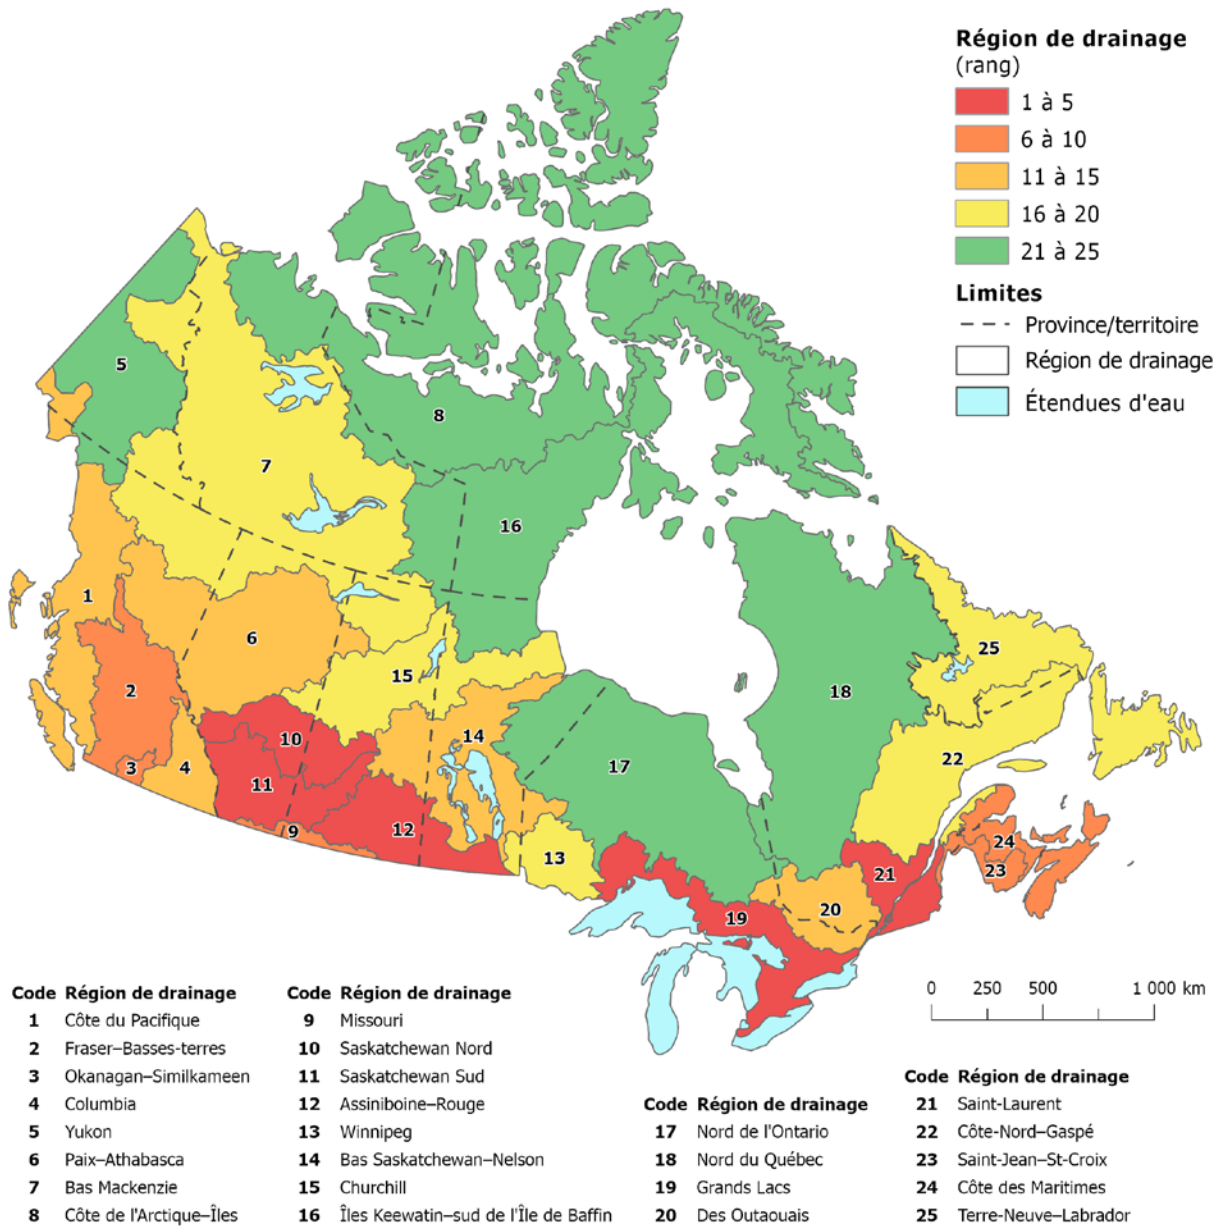 Région de drainage
(rang)
1 à 5
6 à 10
11 à 15
16 à 20
21 à 25
Limites
Province/territoire
Région de drainage
Étendues d'eau
5
8
7
16
1
6
25
15
2
18
14
10
22
17
3
4
11
9
12
24
13
21
23
20
19
0 250 500 1 000 km
Code Région de drainage
1 Côte du Pacifique
2 Fraser–Basses-terres
3 Okanagan–Similkameen
4 Columbia
5 Yukon
6 Paix–Athabasca
7 Bas Mackenzie
8 Côte de l'Arctique–Îles
Code Région de drainage
9 Missouri
10 Saskatchewan Nord
11 Saskatchewan Sud
12 Assiniboine–Rouge
13 Winnipeg
14 Bas Saskatchewan–Nelson
15 Churchill
16 Îles Keewatin–sud de l'Île de Baffin
Code Région de drainage
17 Nord de l'Ontario
18 Nord du Québec
19 Grands Lacs
20 Des Outaouais
Code Région de drainage
21 Saint-Laurent
22 Côte-Nord–Gaspé
23 Saint-Jean–St-Croix
24 Côte des Maritimes
25 Terre-Neuve–Labrador